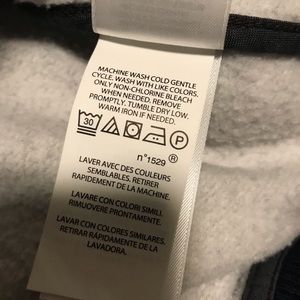 MACHINE WASH COLD GENTLE
CYCLE. WASH WITH LIKE COLORS.
ONLY NON-CHLORINE BLEACH
WHEN NEEDED. REMOVE
PROMPTLY. TUMBLE DRY LOW.
WARM IRON IF NEEDED.
30 P
n°1529 ®
LAVER AVEC DES COULEURS
SEMBLABLES. RETIRER
RAPIDEMENT DE LA MACHINE.
LAVARE CON COLORI SIMILI.
RIMUOVERE PRONTAMENTE.
LAVAR CON COLORES SIMILARES.
RETIRAR RÁPIDAMENTE DE LA
LAVADORA.